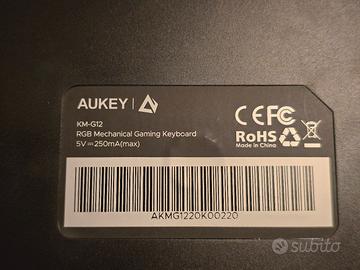 AUKEY
KM-G12
RGB Mechanical Gaming Keyboard
5V⎓250mA(max)
CE FC
RoHS
Made in China
AKMG1220K00220
subito